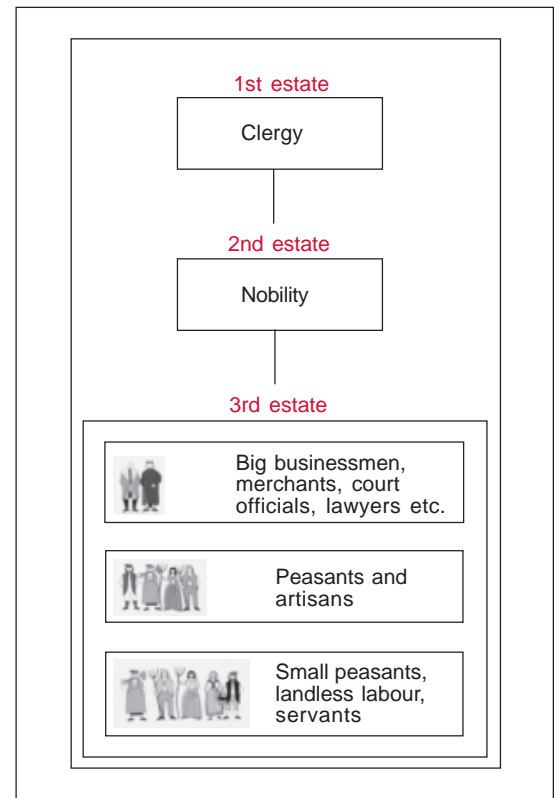 1st estate
Clergy
2nd estate
Nobility
3rd estate
Big businessmen,
merchants, court
officials, lawyers etc.
Peasants and
artisans
Small peasants,
landless labour,
servants